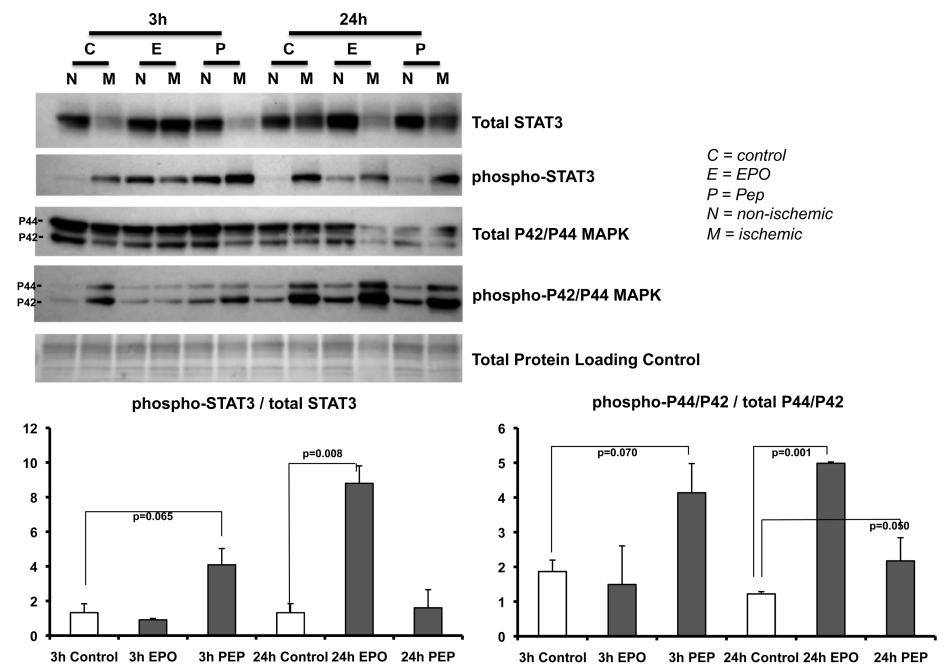 3h 24h
C E P C E P
N M N M N M N M N M N M
Total STAT3
phospho-STAT3
P44-
P42-
Total P42/P44 MAPK
P44-
P42-
phospho-P42/P44 MAPK
Total Protein Loading Control
C = control
E = EPO
P = Pep
N = non-ischemic
M = ischemic
phospho-STAT3 / total STAT3
12
10
8
6
4
2
0
p=0.065
p=0.008
3h Control 3h EPO 3h PEP 24h Control 24h EPO 24h PEP
phospho-P44/P42 / total P44/P42
6
5
4
3
2
1
0
p=0.070
p=0.001
p=0.050
3h Control 3h EPO 3h PEP 24h Control 24h EPO 24h PEP